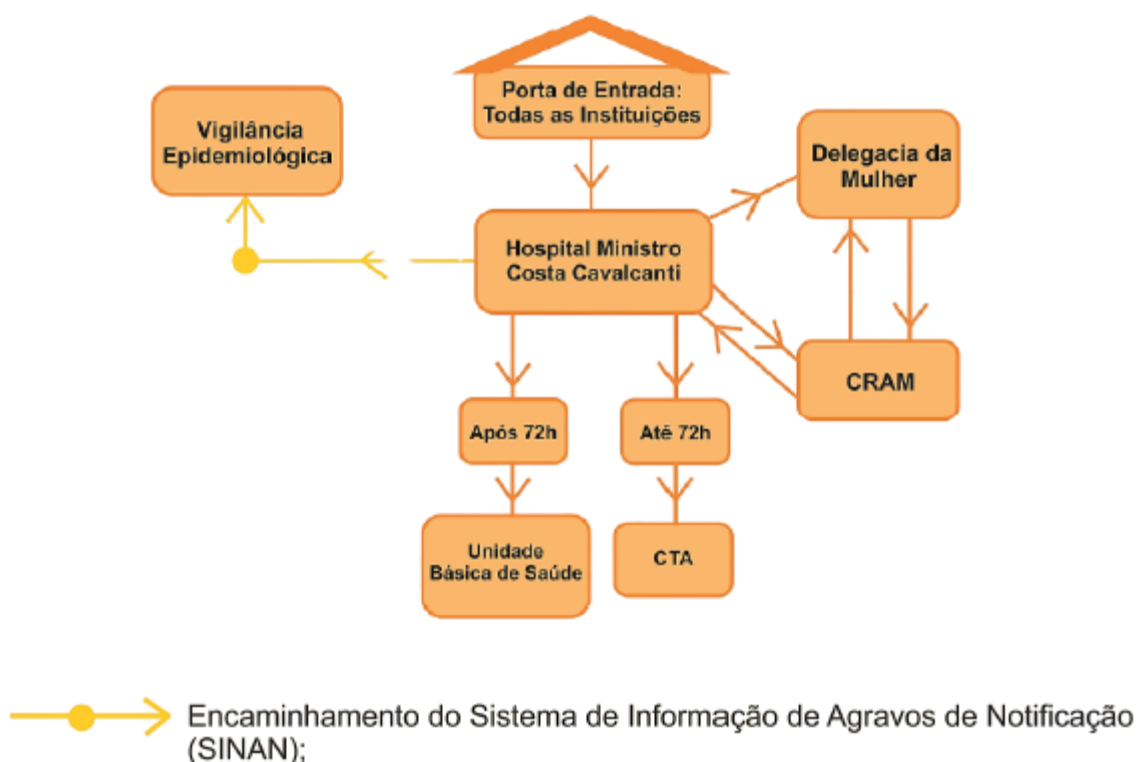 Porta de Entrada:
Todas as Instituições
Vigilância
Epidemiológica
Delegacia da
Mulher
Hospital Ministro
Costa Cavalcanti
CRAM
Após 72h
Até 72h
Unidade
Básica de Saúde
CTA
Encaminhamento do Sistema de Informação de Agravos de Notificação
(SINAN);